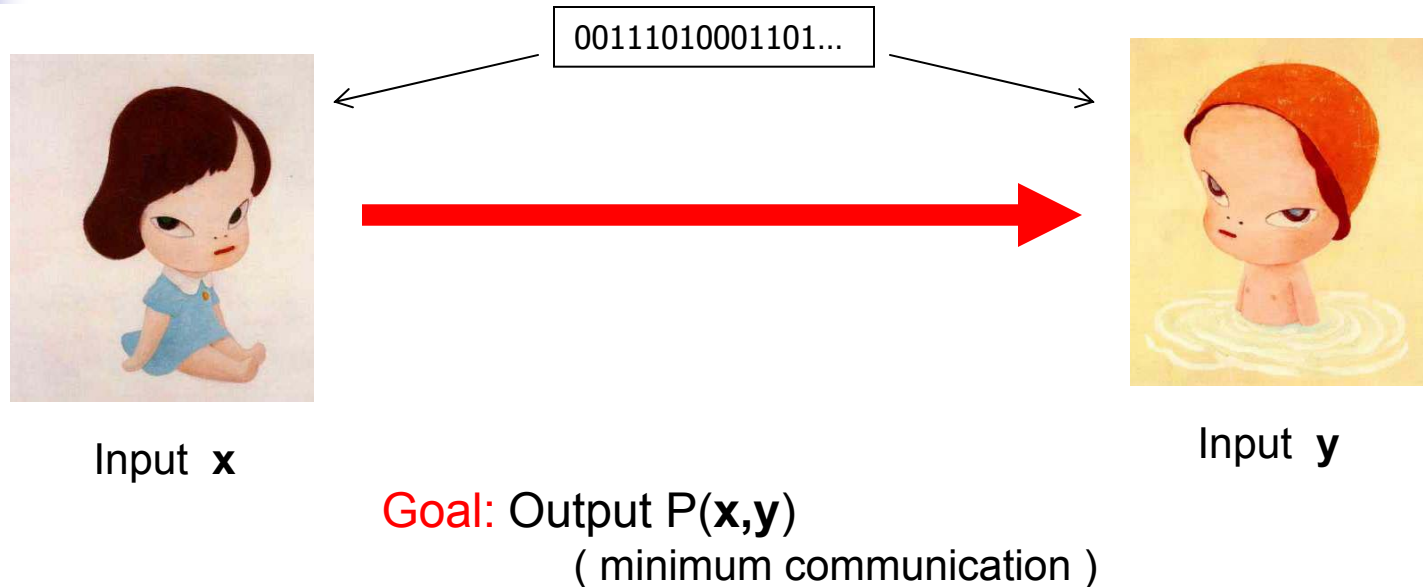 00111010001101...
Input x
Input y
Goal: Output P(x,y)
( minimum communication )